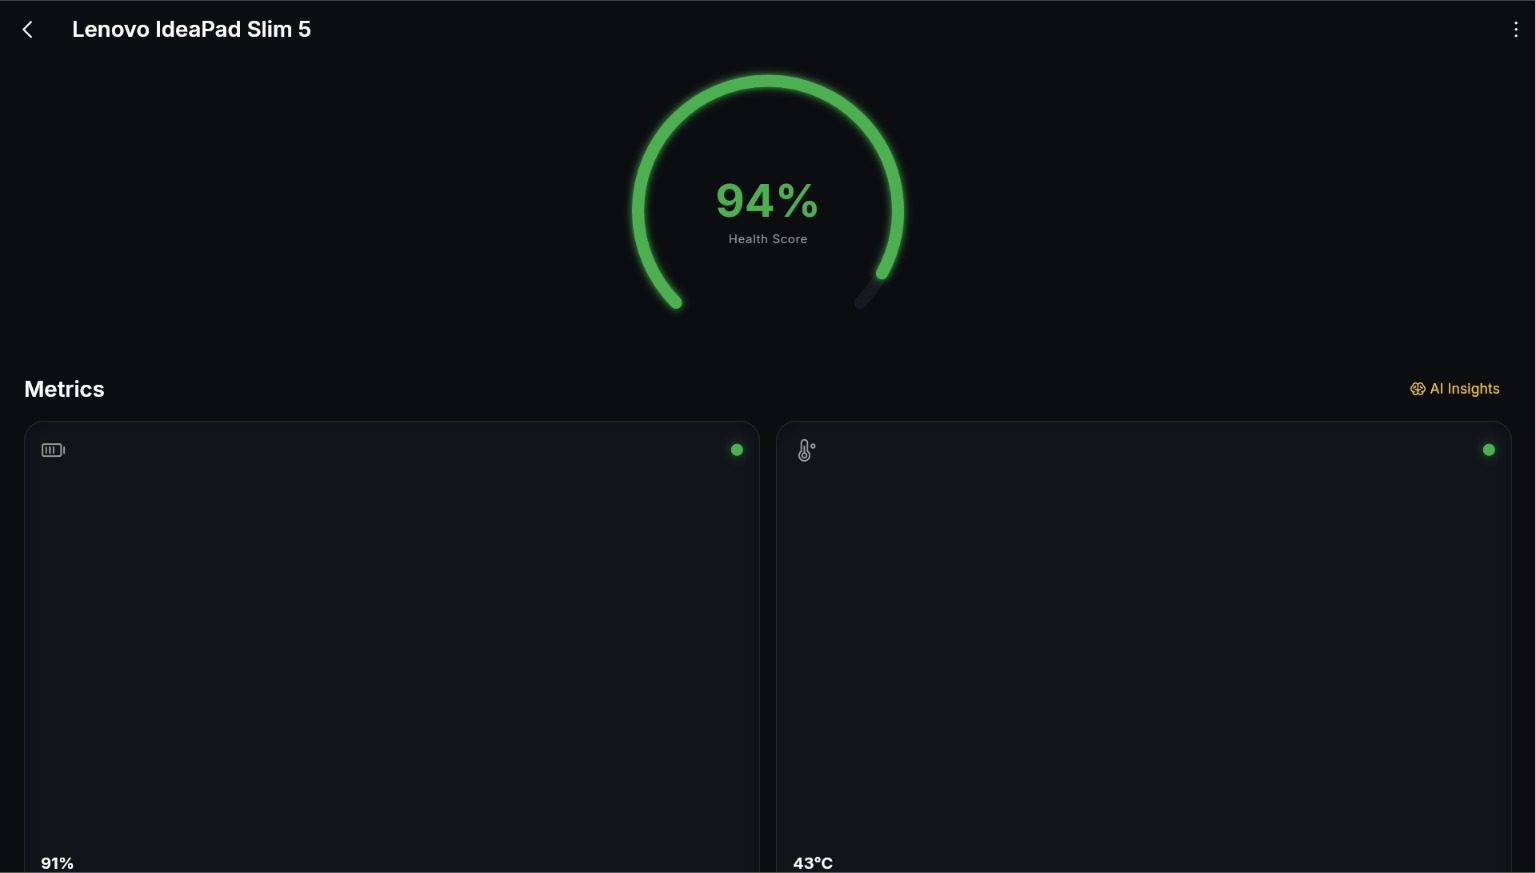 Lenovo IdeaPad Slim 5
94%
Health Score
Metrics
AI Insights
91%
43°C